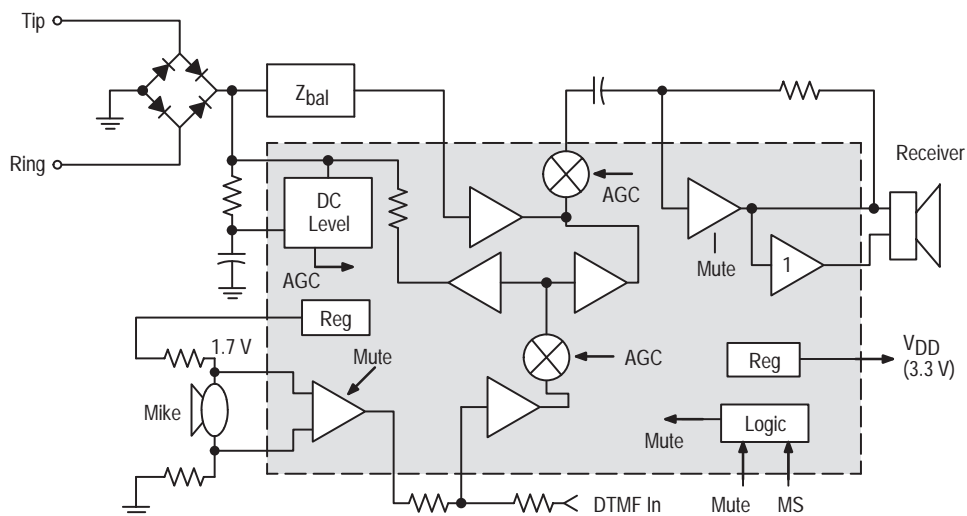 Tip
Ring
Zbal
Receiver
DC
Level
AGC
AGC
Mute
1
Reg
1.7 V
Mute
AGC
Reg
VDD
(3.3 V)
Mike
Mute
Logic
DTMF In
Mute
MS